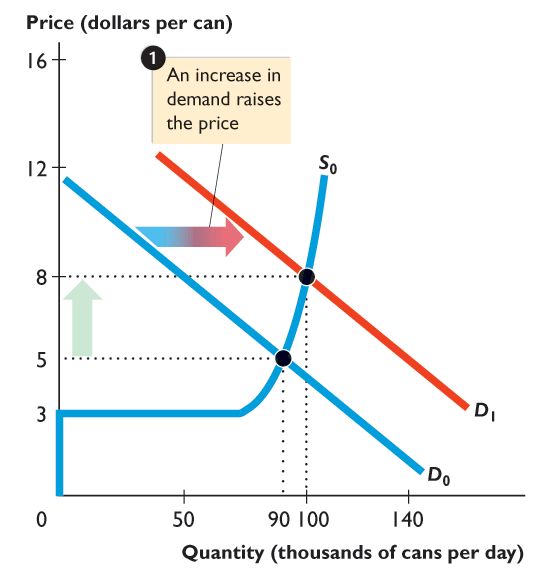 Price (dollars per can)
16
1
An increase in
demand raises
the price
12
S0
8
5
3
D1
D0
0
50
90 100
140
Quantity (thousands of cans per day)